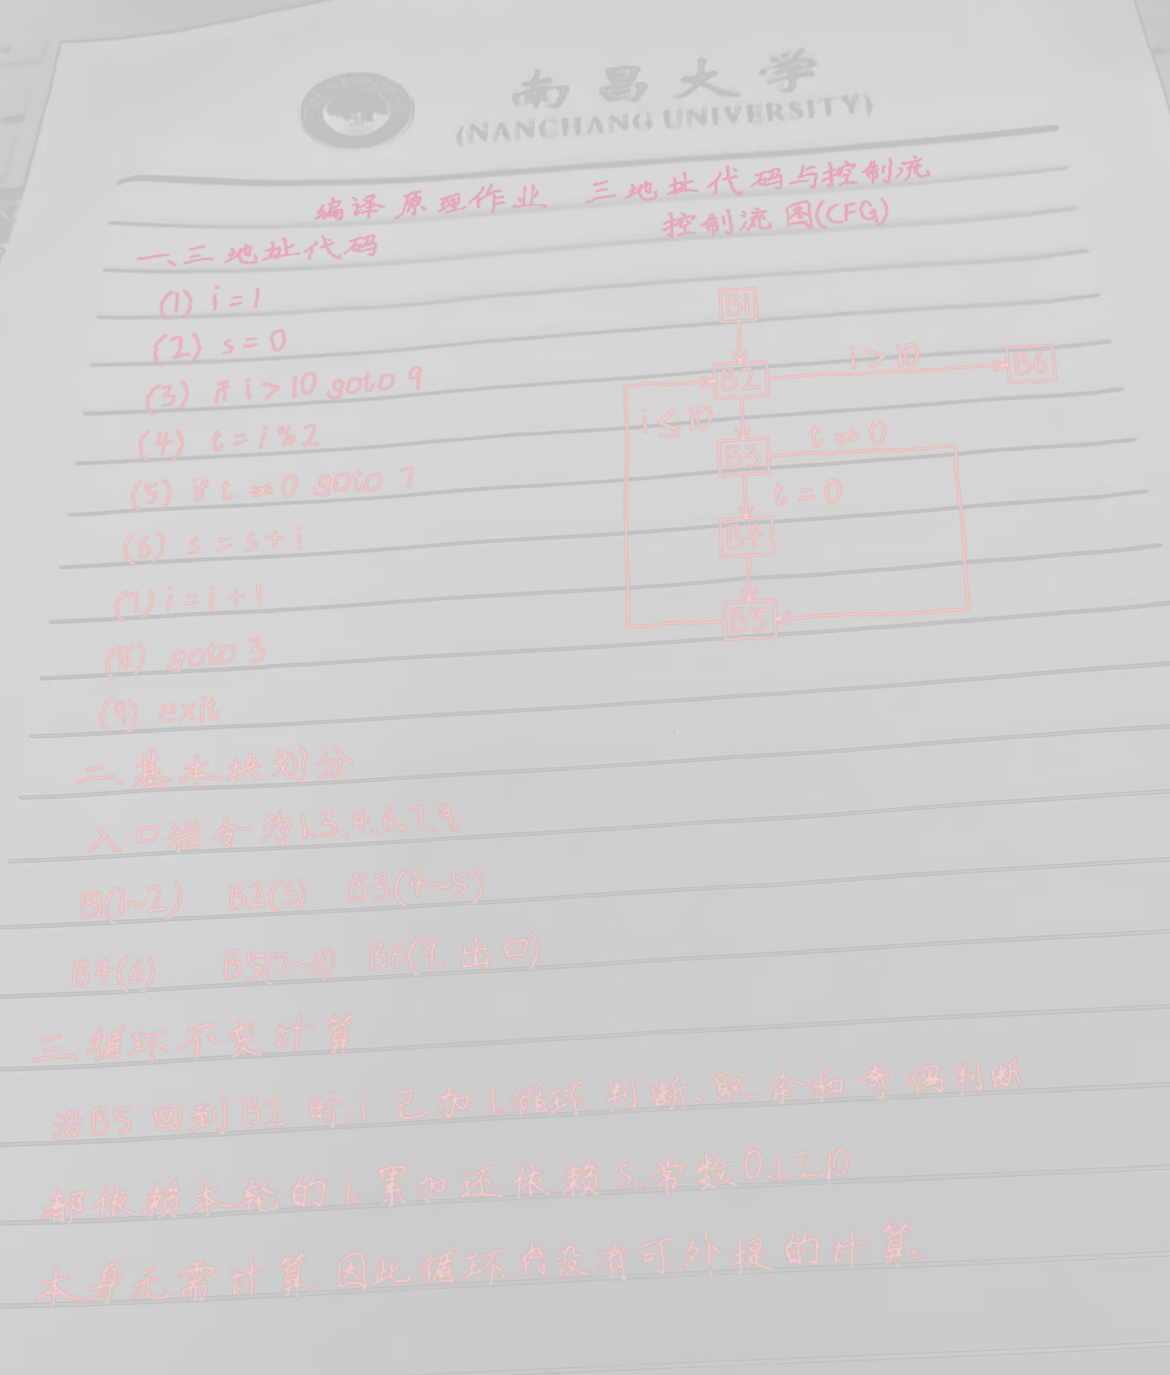 南昌大学
(NANCHANG UNIVERSITY)
编译原理作业 三地址代码与控制流
一、三地址代码
控制流图(CFG)
(1) i = 1
(2) s = 0
(3) if i > 10 goto 9
(4) t = i % 2
(5) if t ≠ 0 goto 7
(6) s = s + i
(7) i = i + 1
(8) goto 3
(9) exit
B1
B2
i > 10
B6
i ≤ 10
B3
t ≠ 0
t = 0
B4
B5
二、基本块划分
入口指令为1、3、4、6、7、9。
B1(1~2) B2(3) B3(4~5)
B4(6) B5(7~8) B6(9, 出口)
三、循环不变计算
沿B5回到B2时,i已加1。循环判断、取余和奇偶判断
都依赖本轮的i,累加还依赖s。常数0、1、2、10
本身无需计算,因此循环内没有可外提的计算。